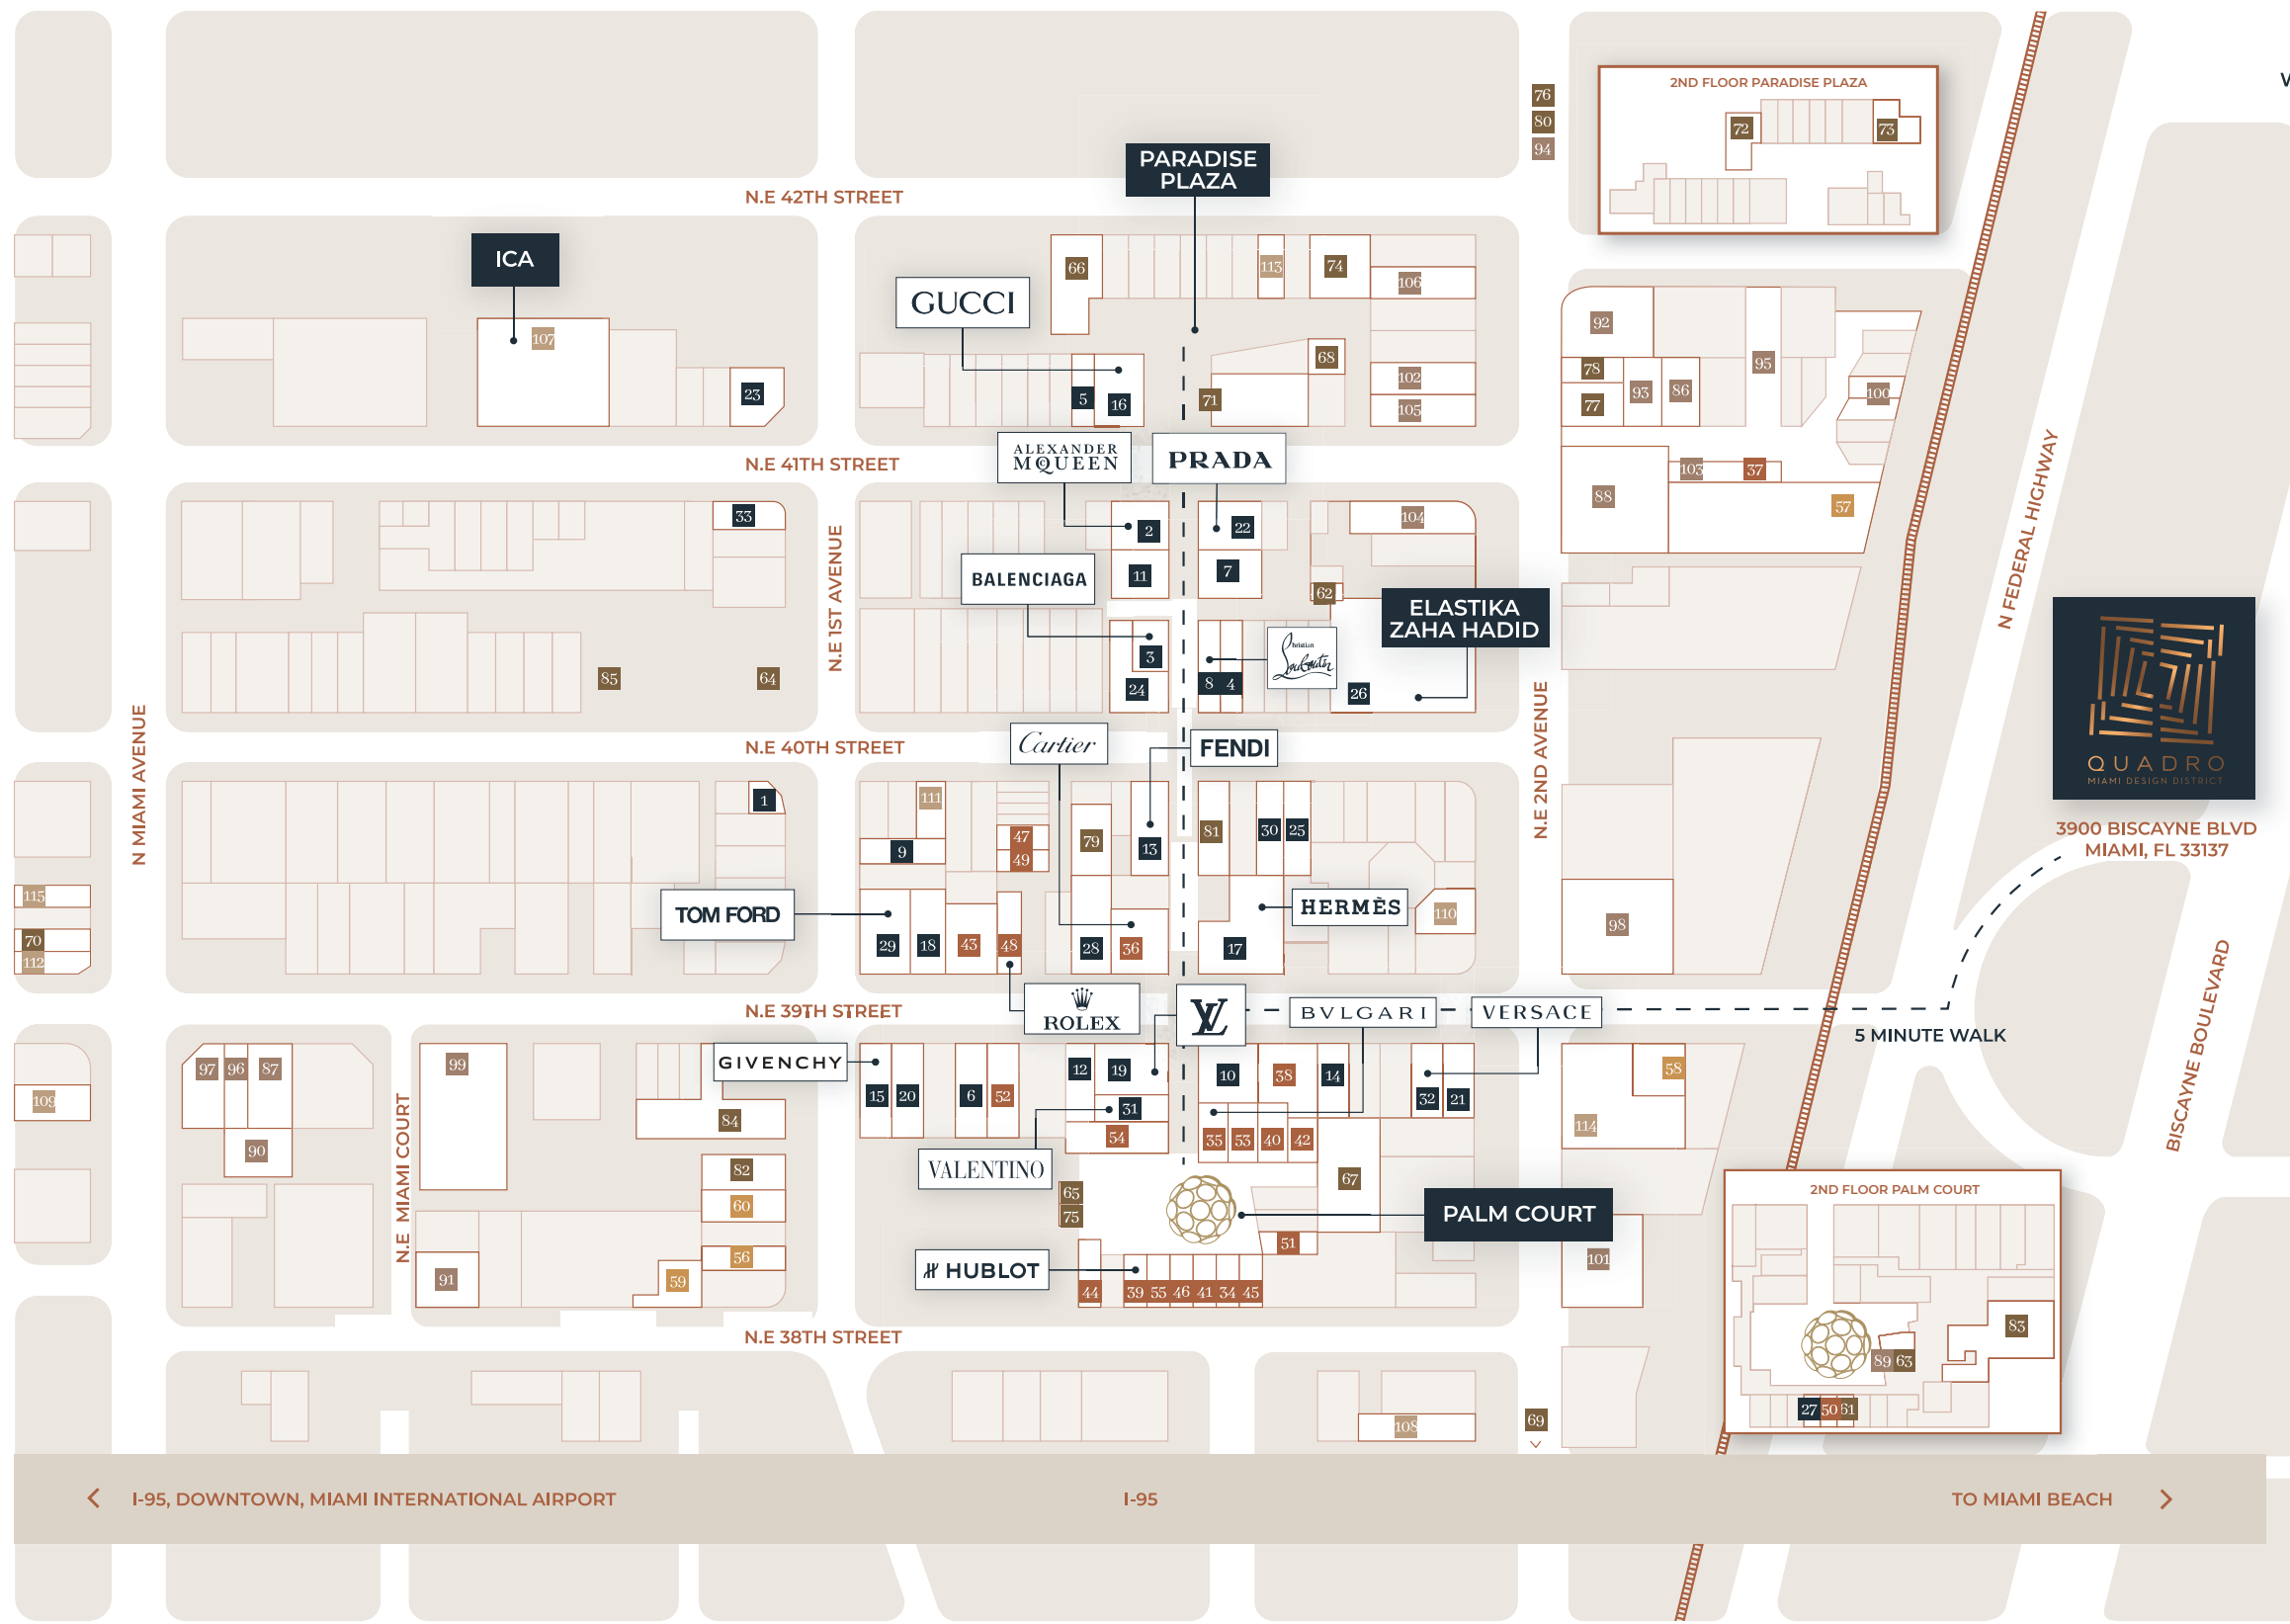 2ND FLOOR PARADISE PLAZA
72
73
76
80
94
PARADISE
PLAZA
N.E 42TH STREET
ICA
107
23
GUCCI
66
113
74
106
68
102
105
5
16
71
92
78
77
93
86
95
100
ALEXANDER
McQUEEN
PRADA
N.E 41TH STREET
103
37
88
57
33
2
22
104
11
7
BALENCIAGA
62
ELASTIKA
ZAHA HADID
N.E 1ST AVENUE
N FEDERAL HIGHWAY
3
24
8
4
Christian
Louboutin
26
85
64
N MIAMI AVENUE
N.E 2ND AVENUE
N.E 40TH STREET
Cartier
FENDI
QUADRO
MIAMI DESIGN DISTRICT
3900 BISCAYNE BLVD
MIAMI, FL 33137
1
111
9
47
49
79
13
81
30
25
115
70
112
TOM FORD
HERMÈS
110
29
18
43
48
28
36
17
98
BISCAYNE BOULEVARD
N.E 39TH STREET
ROLEX
LV
BVLGARI
VERSACE
5 MINUTE WALK
GIVENCHY
97
96
87
99
109
90
84
15
20
6
52
12
19
31
54
10
38
14
32
21
58
114
35
53
40
42
N.E MIAMI COURT
VALENTINO
82
60
56
59
91
65
75
67
PALM COURT
51
101
HUBLOT
44
39
55
46
41
34
45
2ND FLOOR PALM COURT
83
89
63
27
50
61
N.E 38TH STREET
108
69
I-95, DOWNTOWN, MIAMI INTERNATIONAL AIRPORT
I-95
TO MIAMI BEACH